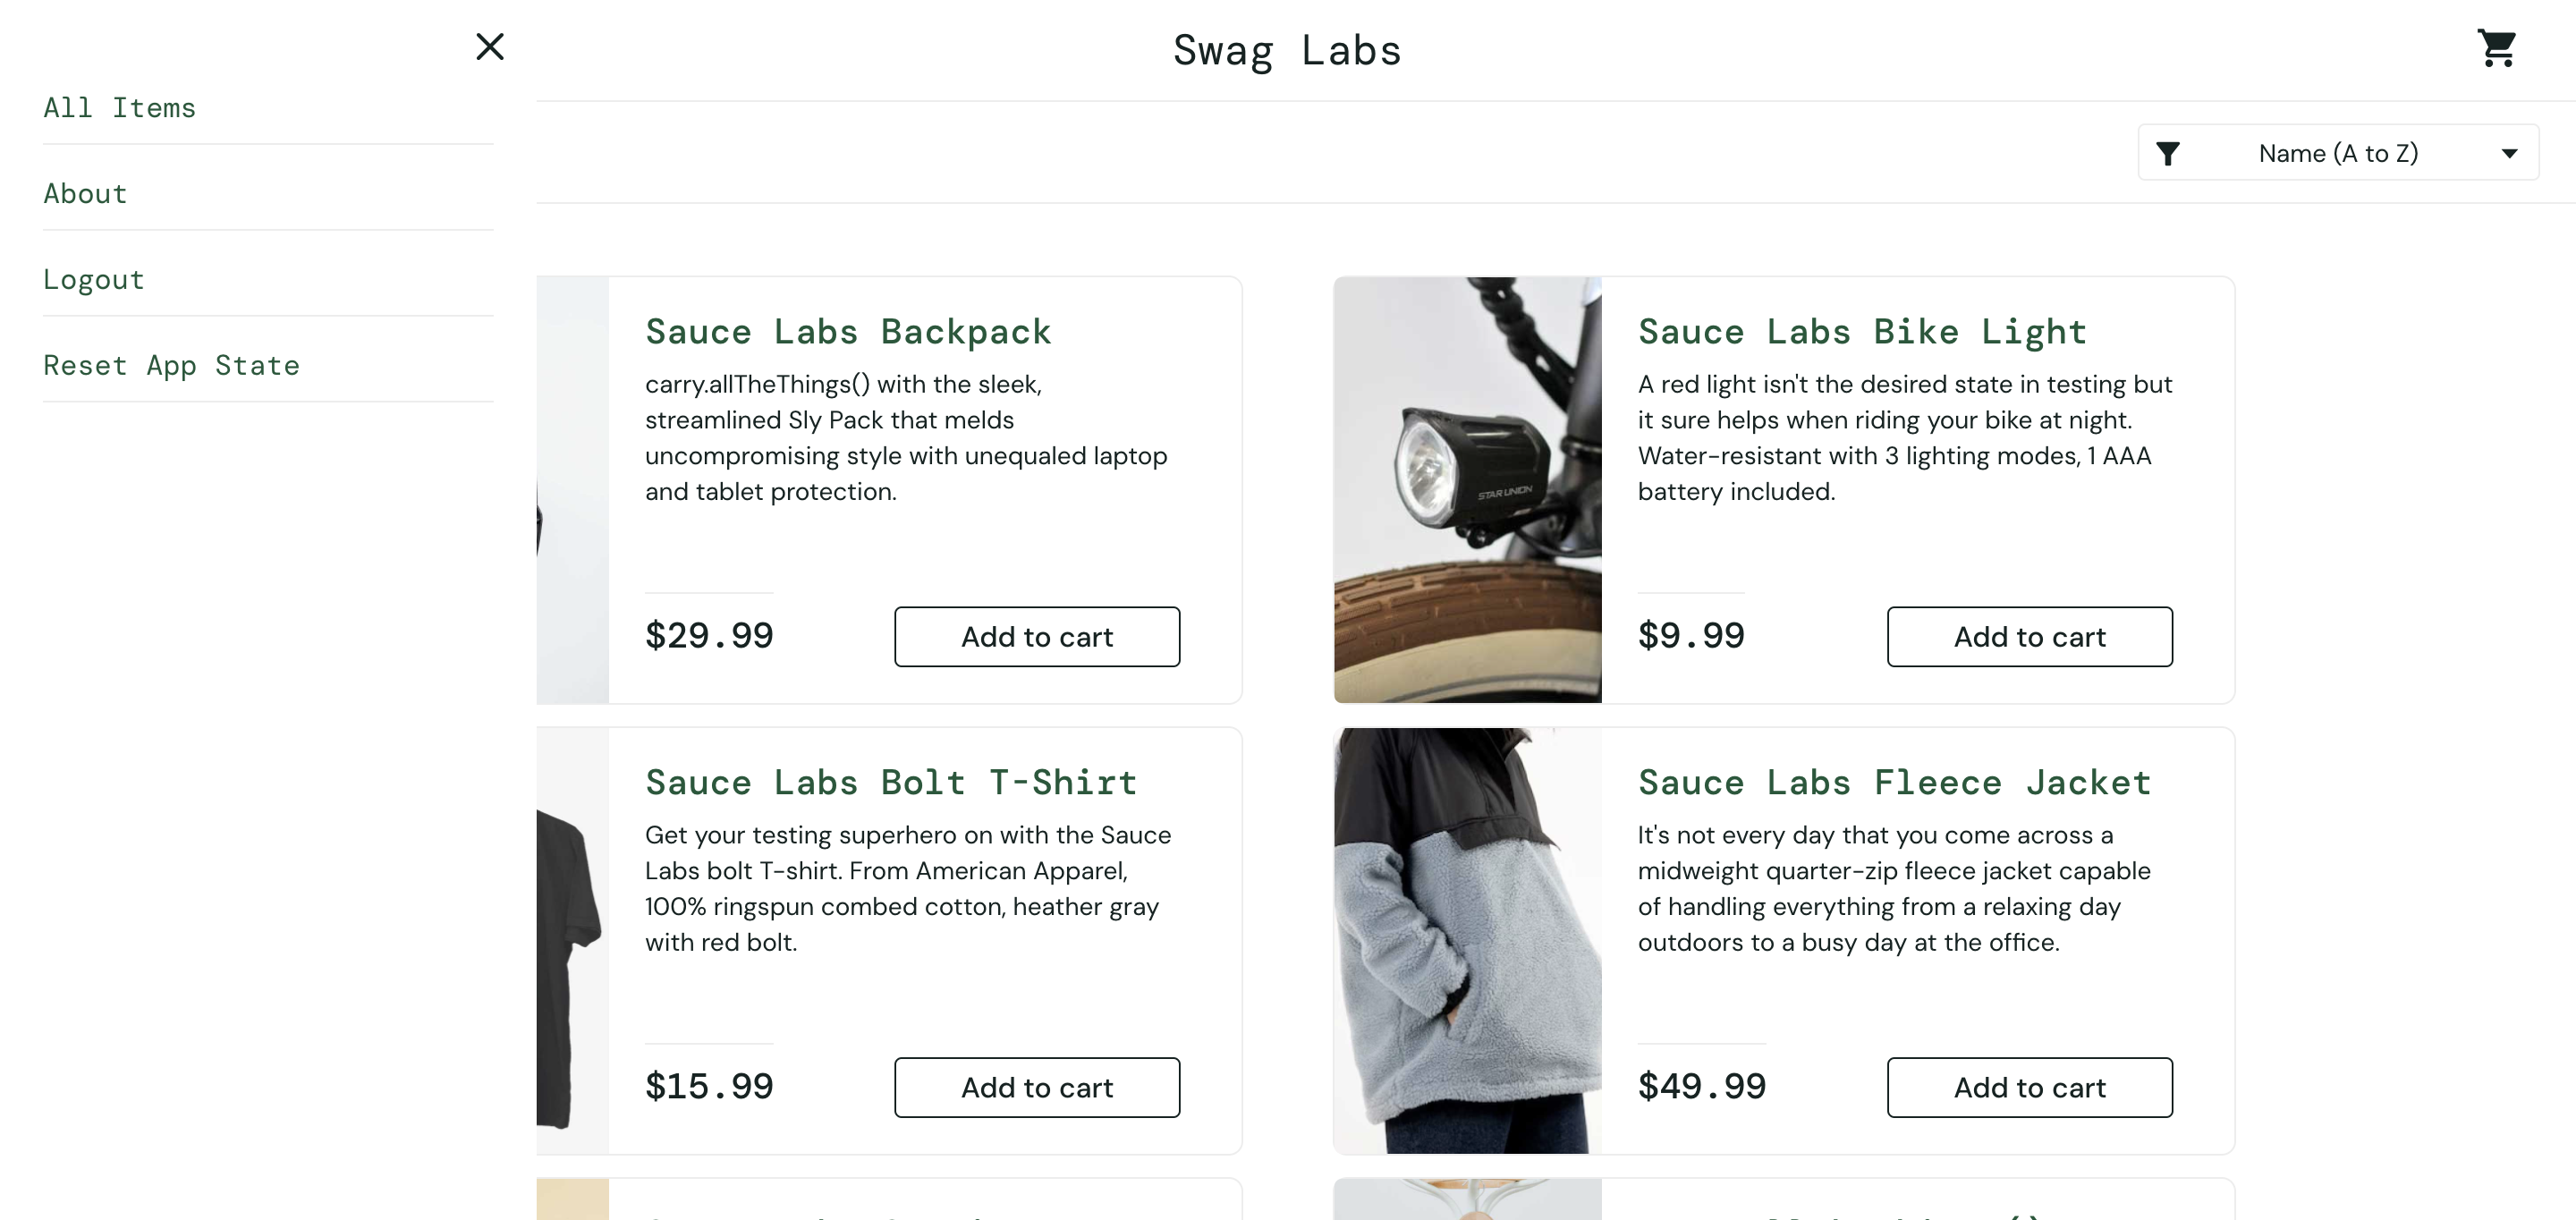 Swag Labs
All Items
About
Logout
Reset App State
Name (A to Z)
Sauce Labs Backpack
carry.allTheThings() with the sleek,
streamlined Sly Pack that melds
uncompromising style with unequaled laptop
and tablet protection.
$29.99
Add to cart
Sauce Labs Bike Light
A red light isn't the desired state in testing but
it sure helps when riding your bike at night.
Water-resistant with 3 lighting modes, 1 AAA
battery included.
STAR UNION
$9.99
Add to cart
Sauce Labs Bolt T-Shirt
Get your testing superhero on with the Sauce
Labs bolt T-shirt. From American Apparel,
100% ringspun combed cotton, heather gray
with red bolt.
$15.99
Add to cart
Sauce Labs Fleece Jacket
It's not every day that you come across a
midweight quarter-zip fleece jacket capable
of handling everything from a relaxing day
outdoors to a busy day at the office.
$49.99
Add to cart